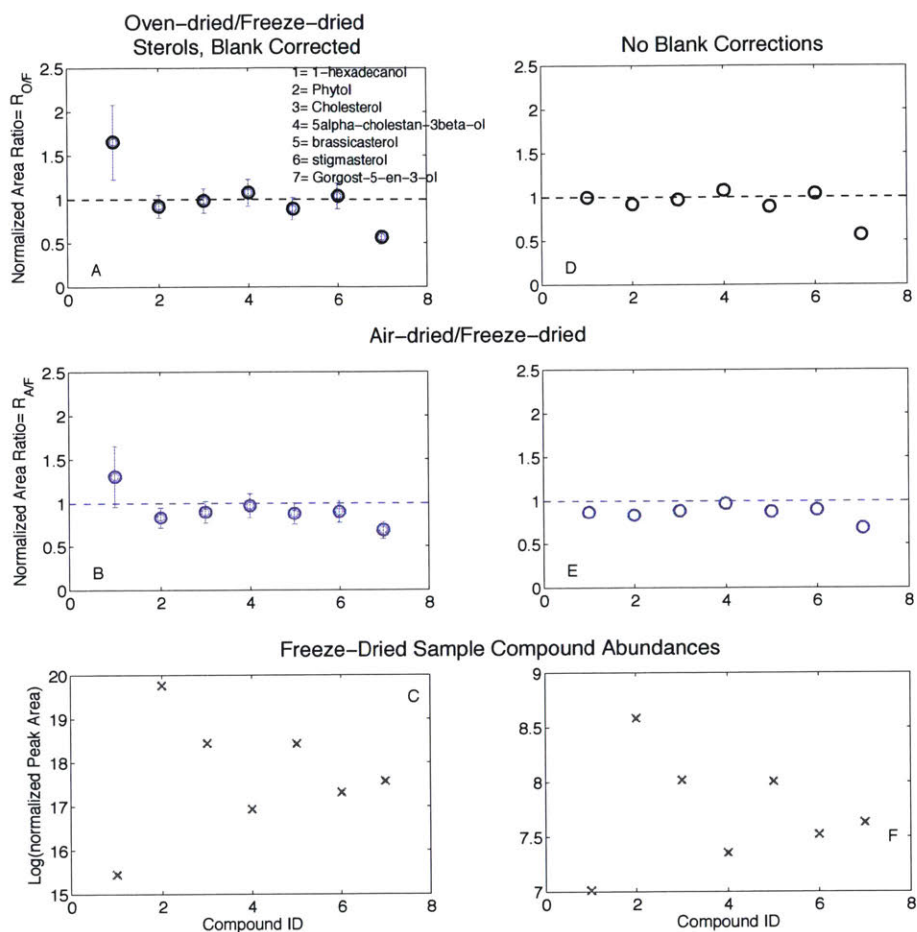 Oven-dried/Freeze-dried
Sterols, Blank Corrected
No Blank Corrections
Normalized Area Ratio= R_O/F
2.5
2
1.5
1
0.5
0
1= 1-hexadecanol
2= Phytol
3= Cholesterol
4= 5alpha-cholestan-3beta-ol
5= brassicasterol
6= stigmasterol
7= Gorgost-5-en-3-ol
A
0 2 4 6 8
2.5
2
1.5
1
0.5
0
D
0 2 4 6 8
Air-dried/Freeze-dried
Normalized Area Ratio= R_A/F
2.5
2
1.5
1
0.5
0
B
0 2 4 6 8
2.5
2
1.5
1
0.5
0
E
0 2 4 6 8
Freeze-Dried Sample Compound Abundances
Log(normalized Peak Area)
20
19
18
17
16
15
C
0 2 4 6 8
Compound ID
9
8.5
8
7.5
7
F
0 2 4 6 8
Compound ID